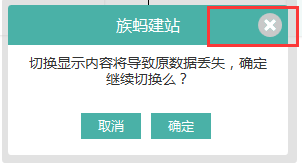 族蚂建站
切换显示内容将导致原数据丢失，确定
继续切换么？
取消
确定